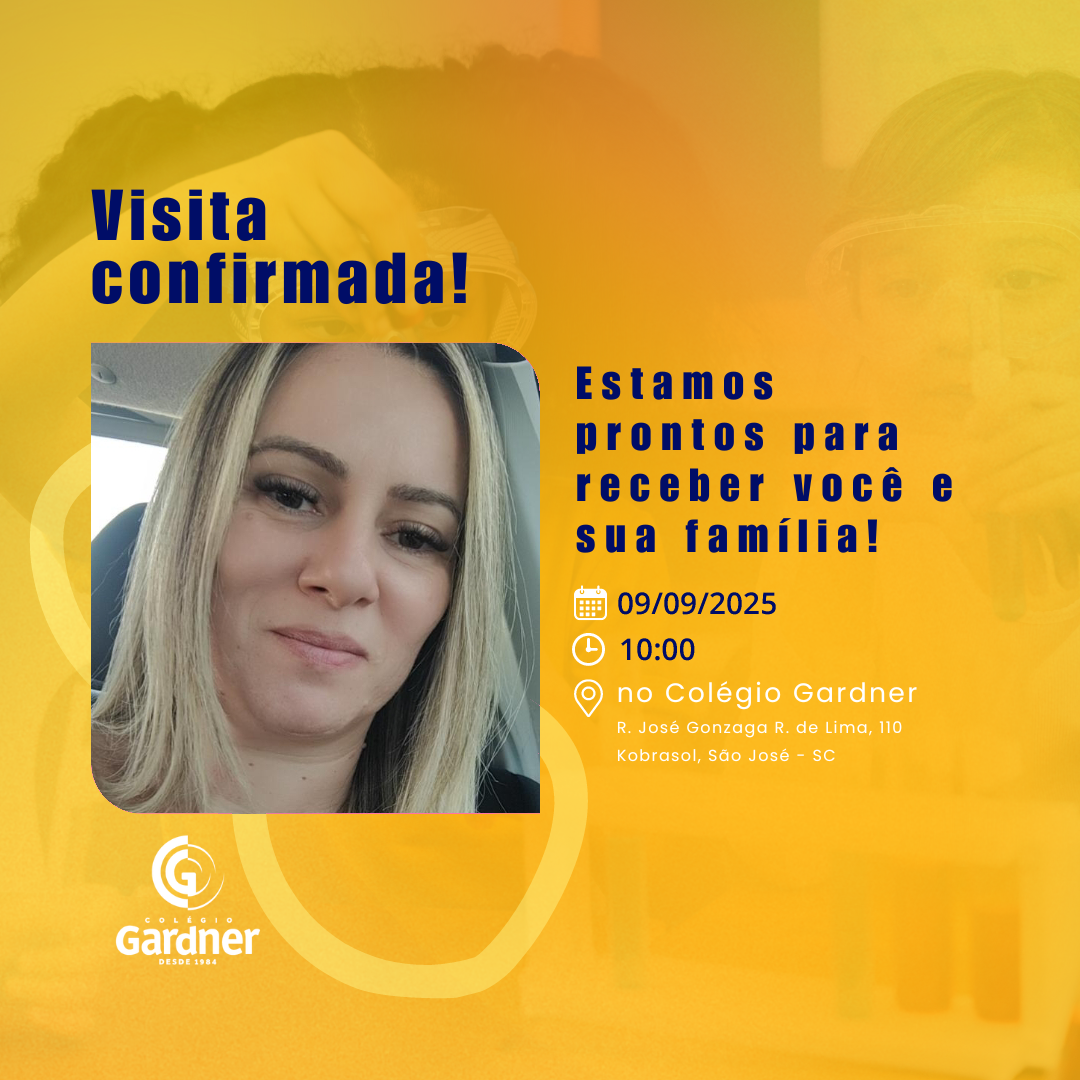 Visita
confirmada!
Estamos
prontos para
receber você e
sua família!
09/09/2025
10:00
no Colégio Gardner
R. José Gonzaga R. de Lima, 110
Kobrasol, São José - SC
G
COLÉGIO
Gardner
DESDE 1984